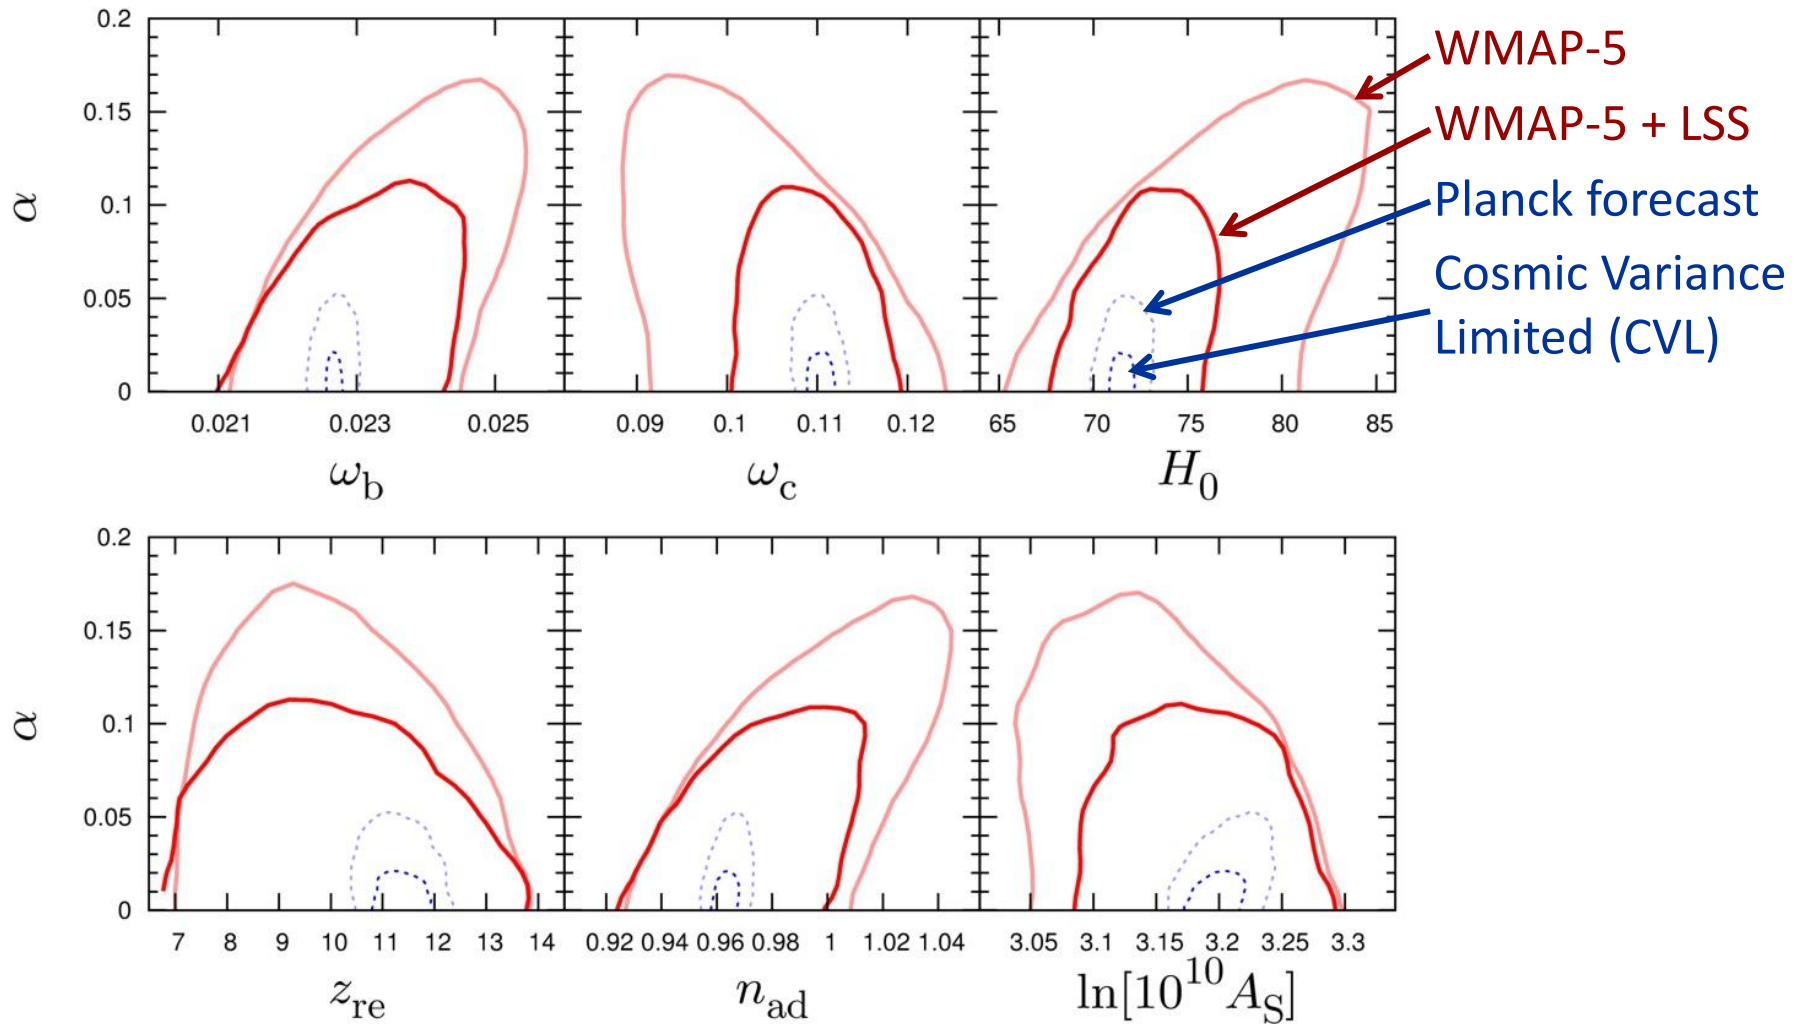 0.2
0.15
0.1
0.05
0
α
0.021 0.023 0.025
0.09 0.1 0.11 0.12
65 70 75 80 85
ω_b
ω_c
H_0
WMAP-5
WMAP-5 + LSS
Planck forecast
Cosmic Variance
Limited (CVL)
0.2
0.15
0.1
0.05
0
α
7 8 9 10 11 12 13 14
0.92 0.94 0.96 0.98 1 1.02 1.04
3.05 3.1 3.15 3.2 3.25 3.3
z_re
n_ad
ln[10^10 A_S]